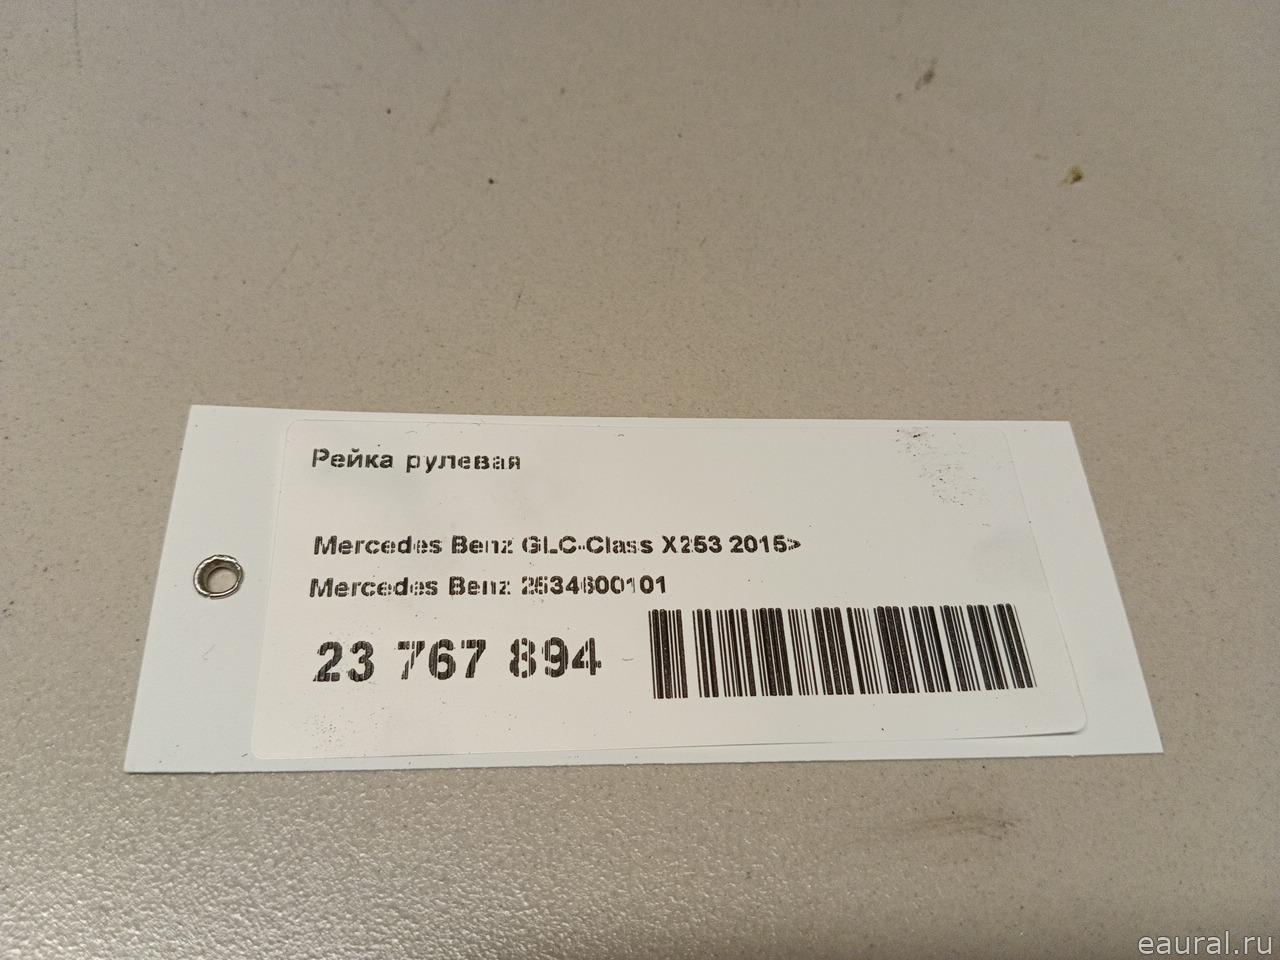 Рейка рулевая
Mercedes Benz GLC-Class X253 2015>
Mercedes Benz 2534600101
23 767 894
eaural.ru